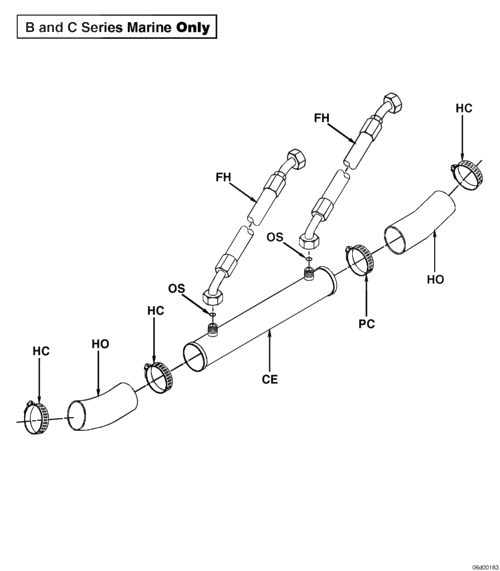 B and C Series Marine Only
HC
FH
FH
OS
HO
OS
HC
PC
HO
HC
CE
06d00183